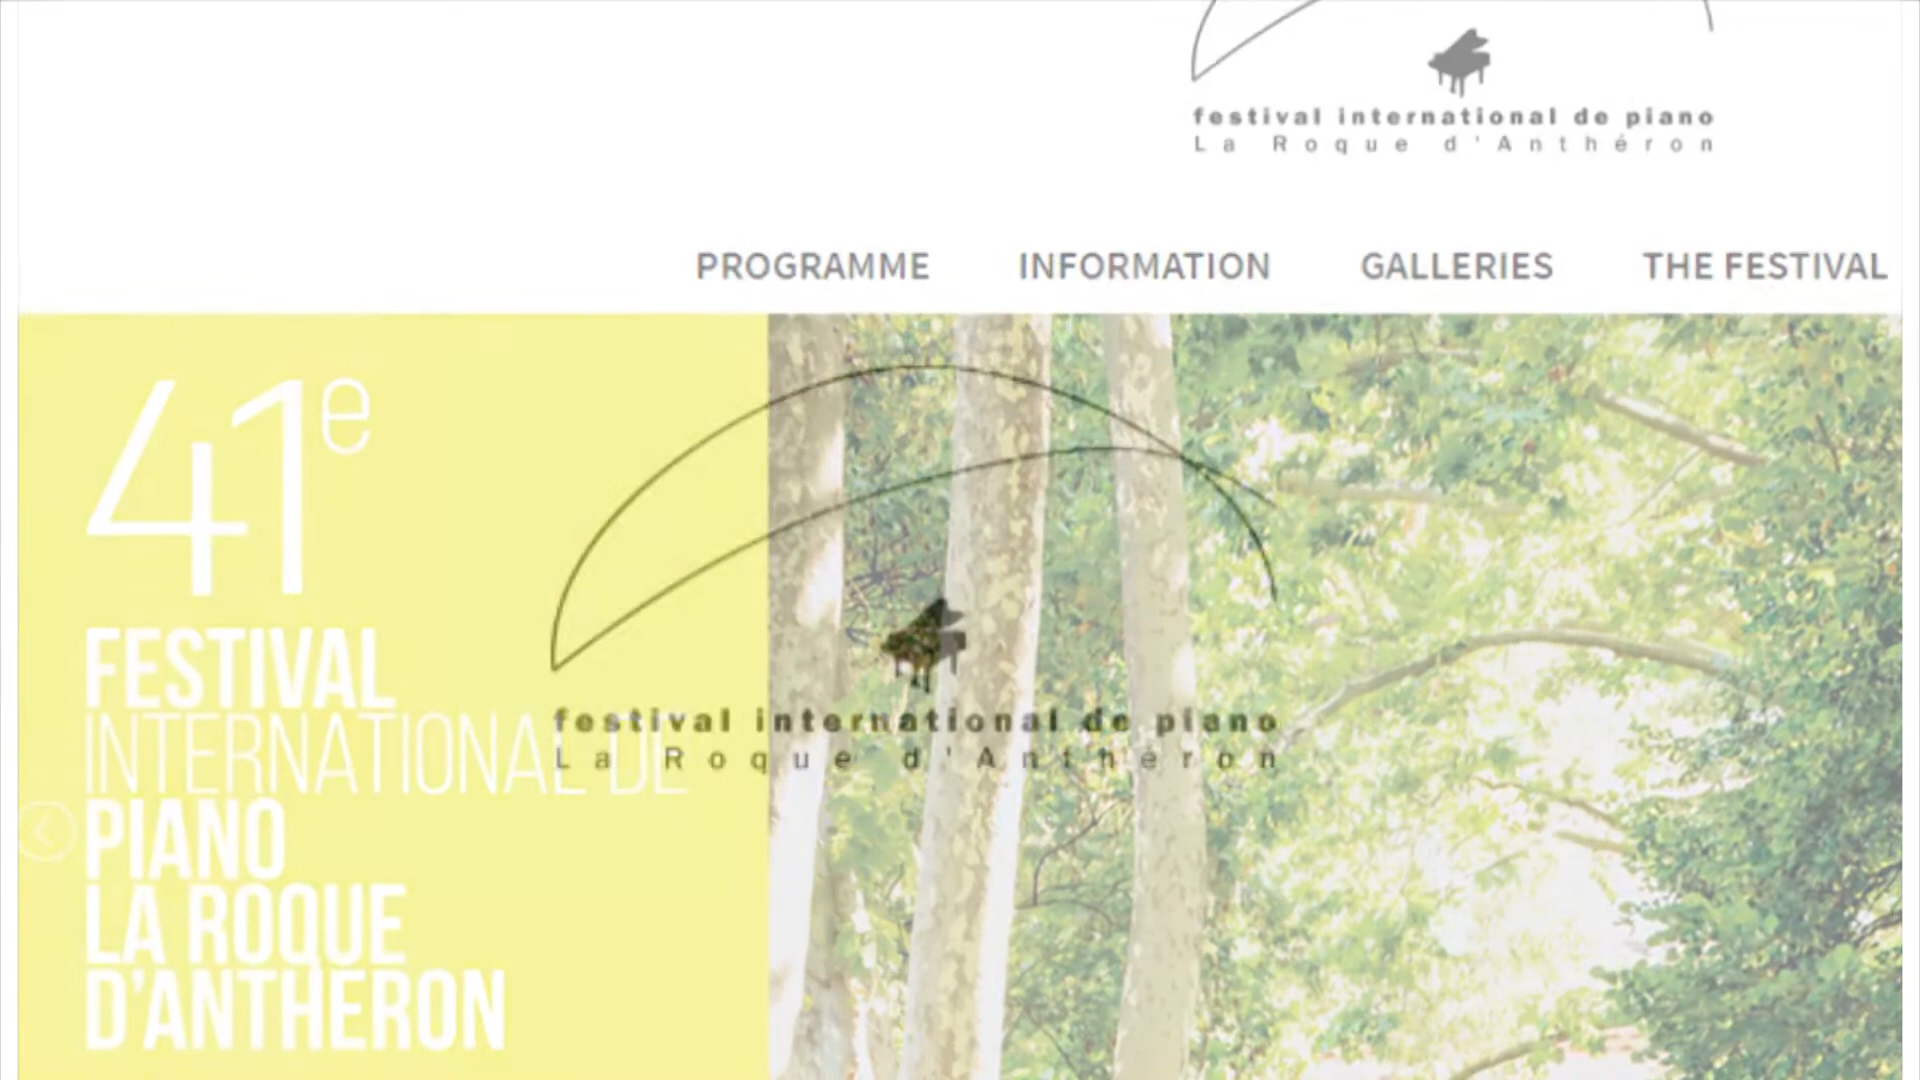 festival international de piano
La Roque d'Anthéron
PROGRAMME
INFORMATION
GALLERIES
THE FESTIVAL
41e
FESTIVAL
INTERNATIONAL DE
PIANO
LA ROQUE
D'ANTHERON
festival international de piano
La Roque d'Anthéron